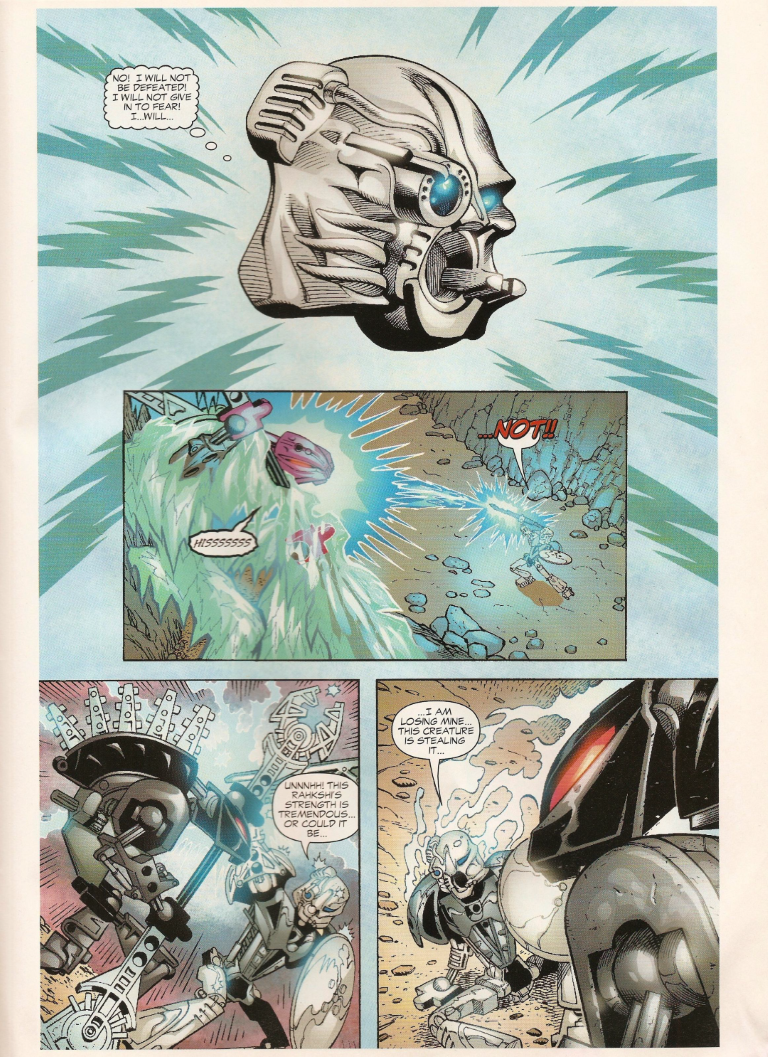 NO! I WILL NOT
BE DEFEATED!
I WILL NOT GIVE
IN TO FEAR!
I...WILL...
...NOT!!
HISSSSSSS
UNNNHH! THIS
RAHKSHI'S
STRENGTH IS
TREMENDOUS...
OR COULD IT
BE...
...I AM
LOSING MINE...
THIS CREATURE
IS STEALING
IT...